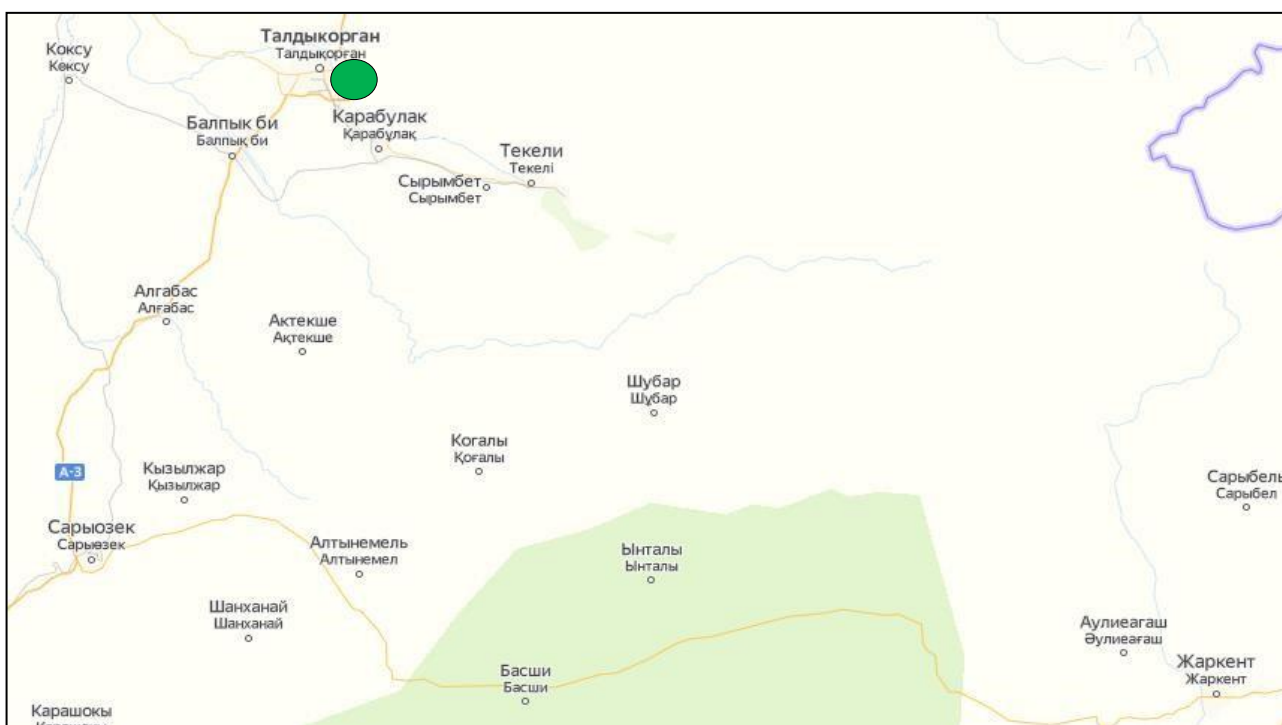 Талдыкорган
Талдықорған
Коксу
Көксу
Балпык би
Балпық би
Карабулак
Қарабұлақ
Текели
Текелі
Сырымбет
Сырымбет
Алгабас
Алғабас
Актекше
Ақтекше
Шубар
Шұбар
Когалы
Қоғалы
А-3
Кызылжар
Қызылжар
Сарыбель
Сарыбел
Сарыозек
Сарыөзек
Алтынемель
Алтынемел
Ынталы
Ынталы
Шанханай
Шанханай
Аулиеагаш
Әулиеағаш
Басши
Басши
Жаркент
Жаркент
Карашокы